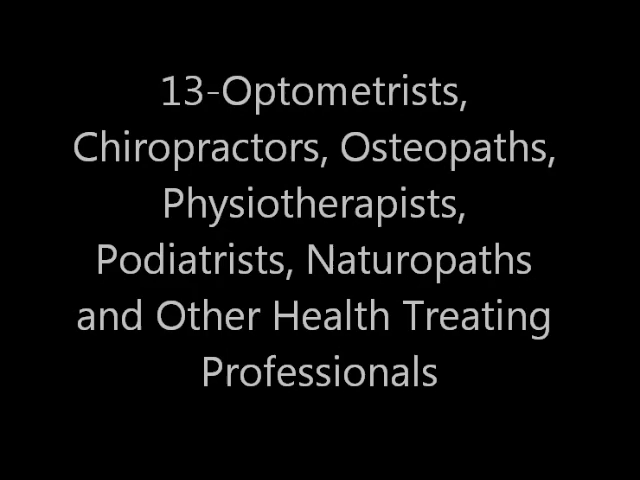 13-Optometrists,
Chiropractors, Osteopaths,
Physiotherapists,
Podiatrists, Naturopaths
and Other Health Treating
Professionals